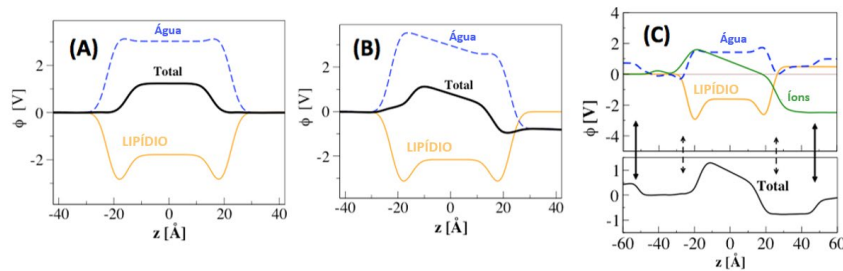 (A)
Água
Total
LIPÍDIO
ϕ [V]
2
0
-2
-40 -20 0 20 40
z [Å]
(B)
Total
LIPÍDIO
ϕ [V]
2
0
-2
-40 -20 0 20 40
z [Å]
(C)
Água
Íons
LIPÍDIO
ϕ [V]
4
2
0
-2
-4
Total
1
0
-1
-60 -40 -20 0 20 40 60
z [Å]